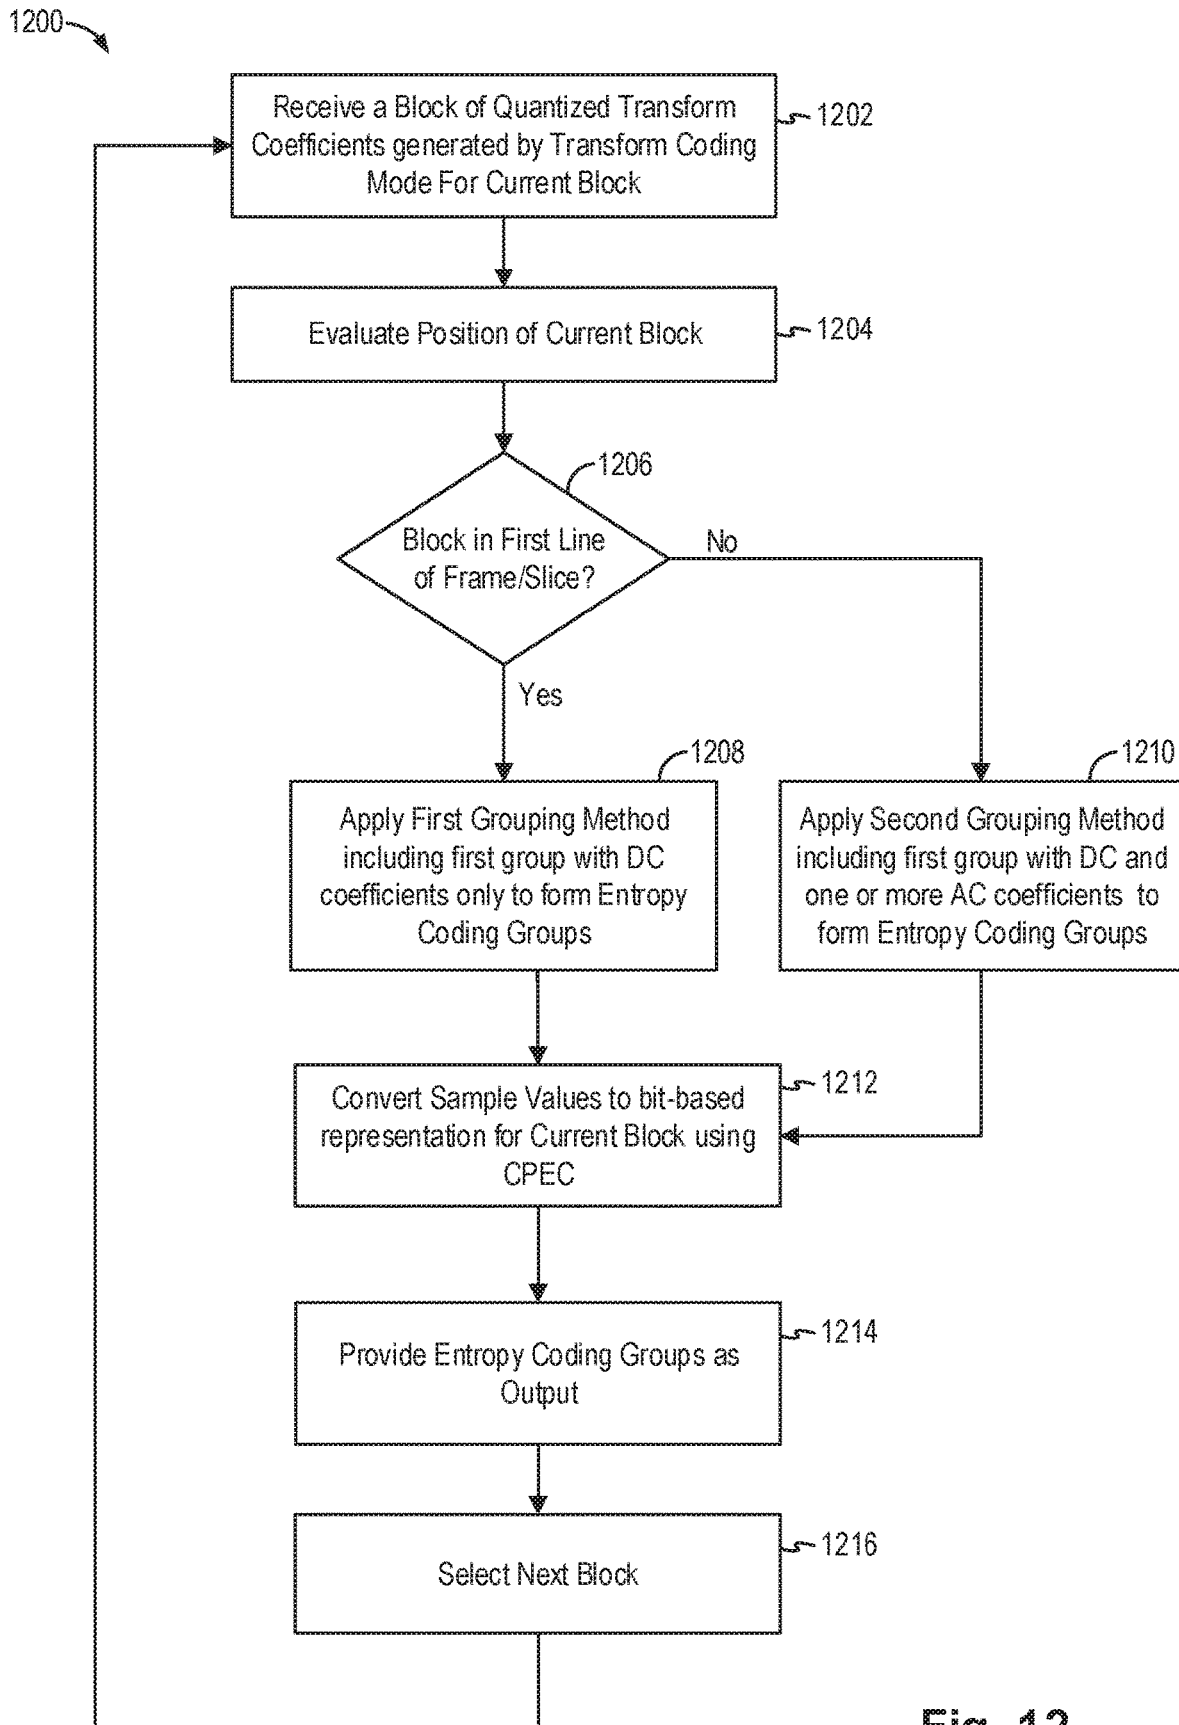 1200
Receive a Block of Quantized Transform
Coefficients generated by Transform Coding
Mode For Current Block
1202
Evaluate Position of Current Block
1204
1206
Block in First Line
of Frame/Slice?
No
Yes
1208
1210
Apply First Grouping Method
including first group with DC
coefficients only to form Entropy
Coding Groups
Apply Second Grouping Method
including first group with DC and
one or more AC coefficients to
form Entropy Coding Groups
Convert Sample Values to bit-based
representation for Current Block using
CPEC
1212
Provide Entropy Coding Groups as
Output
1214
Select Next Block
1216
Fig. 12